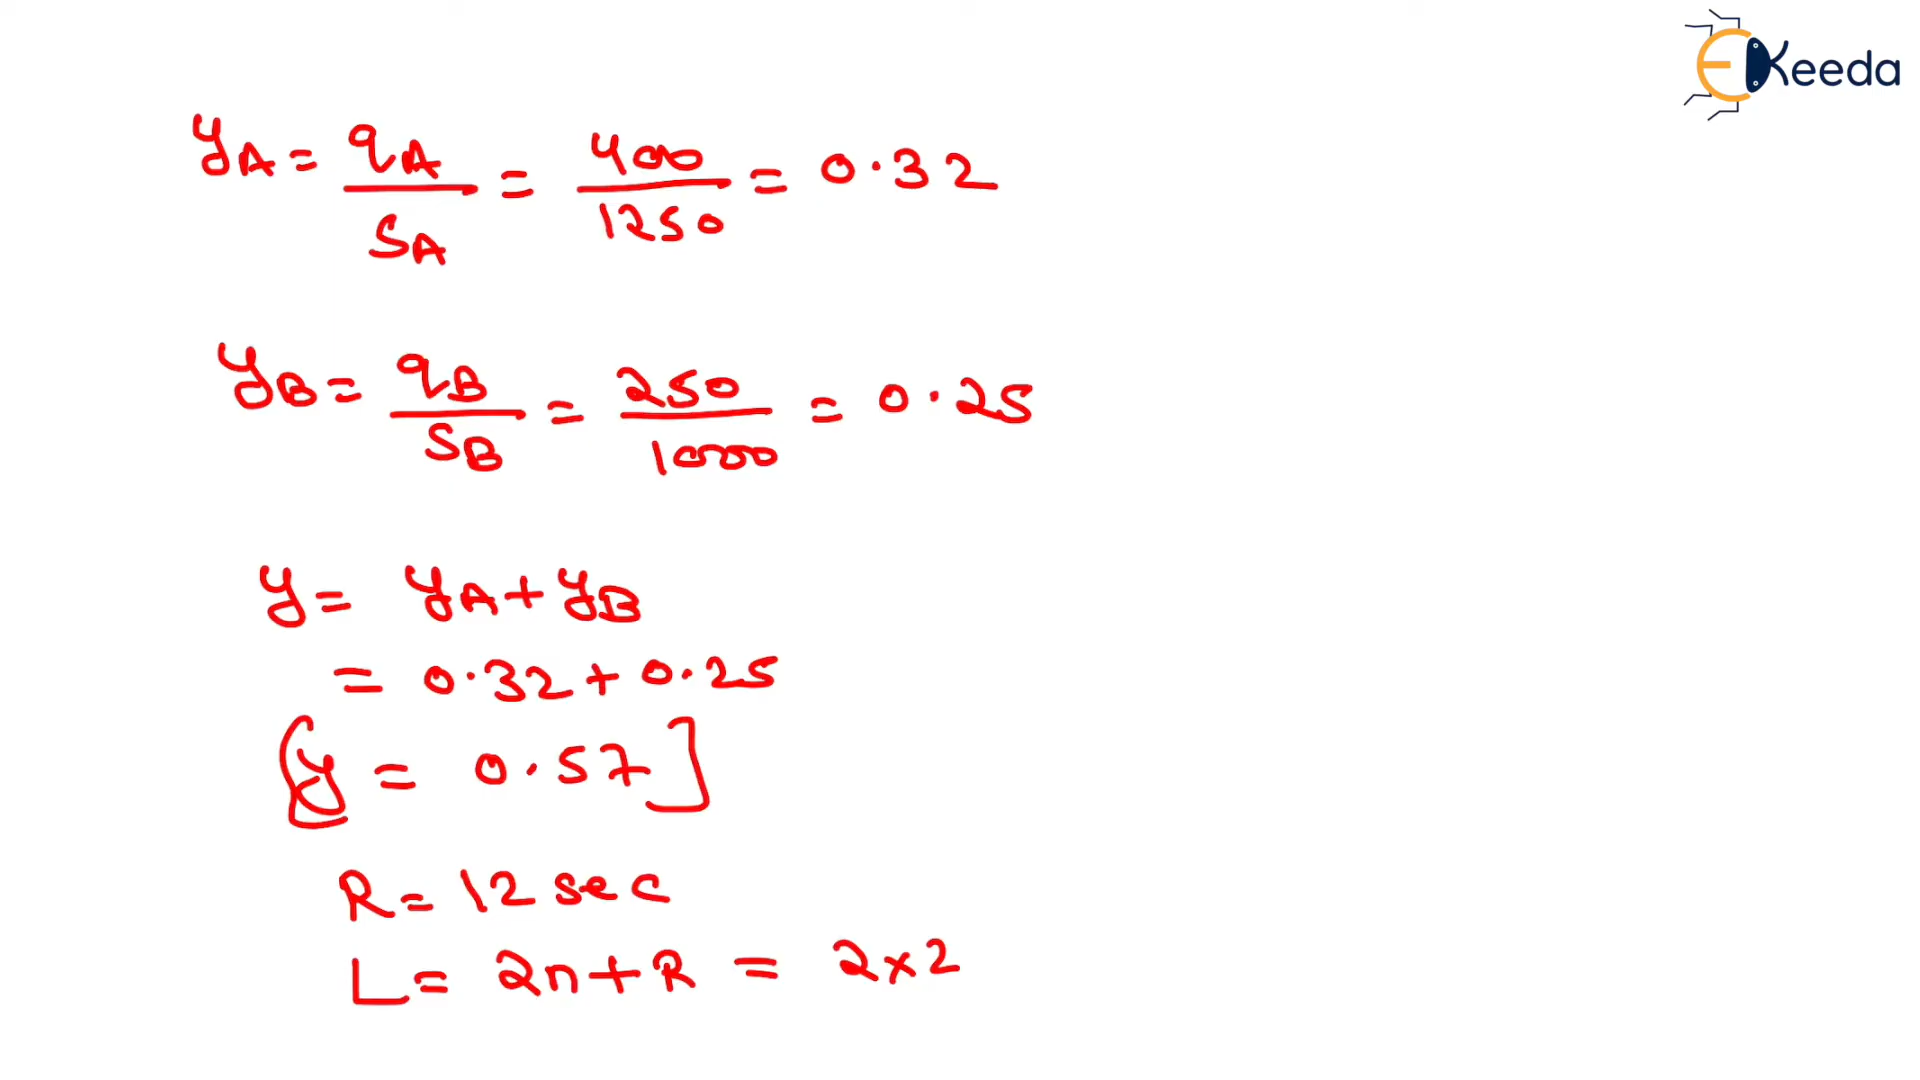 EKeeda
yA = qA/SA = 400/1250 = 0.32
yB = qB/SB = 250/1000 = 0.25
y = yA + yB
= 0.32 + 0.25
[y = 0.57]
R = 12 sec
L = 2n + R = 2 × 2